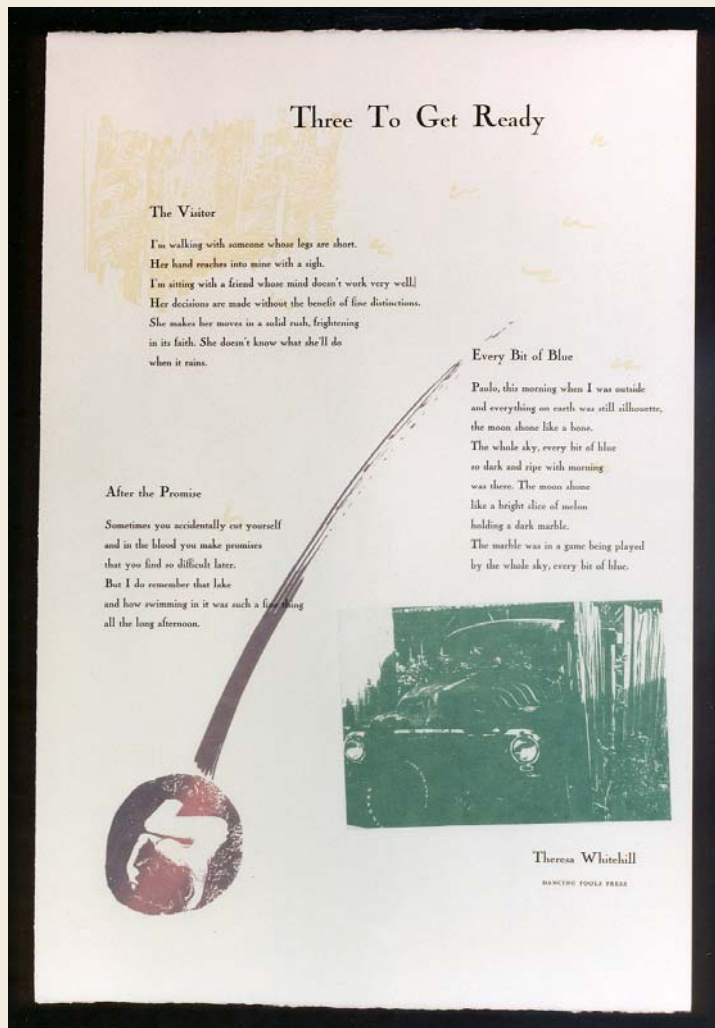 Three To Get Ready
The Visitor
I'm walking with someone whose legs are short.
Her hand reaches into mine with a sigh.
I'm sitting with a friend whose mind doesn't work very well.
Her decisions are made without the benefit of fine distinctions.
She makes her moves in a solid rush, frightening
in its faith. She doesn't know what she'll do
when it rains.
Every Bit of Blue
Paulo, this morning when I was outside
and everything on earth was still silhouette,
the moon shone like a bone.
The whole sky, every bit of blue
so dark and ripe with morning
was there. The moon shone
like a bright slice of melon
holding a dark marble.
The marble was in a game being played
by the whole sky, every bit of blue.
After the Promise
Sometimes you accidentally cut yourself
and in the blood you make promises
that you find so difficult later.
But I do remember that lake
and how swimming in it was such a fine thing
all the long afternoon.
Theresa Whitehill
DANCING FOOLS PRESS